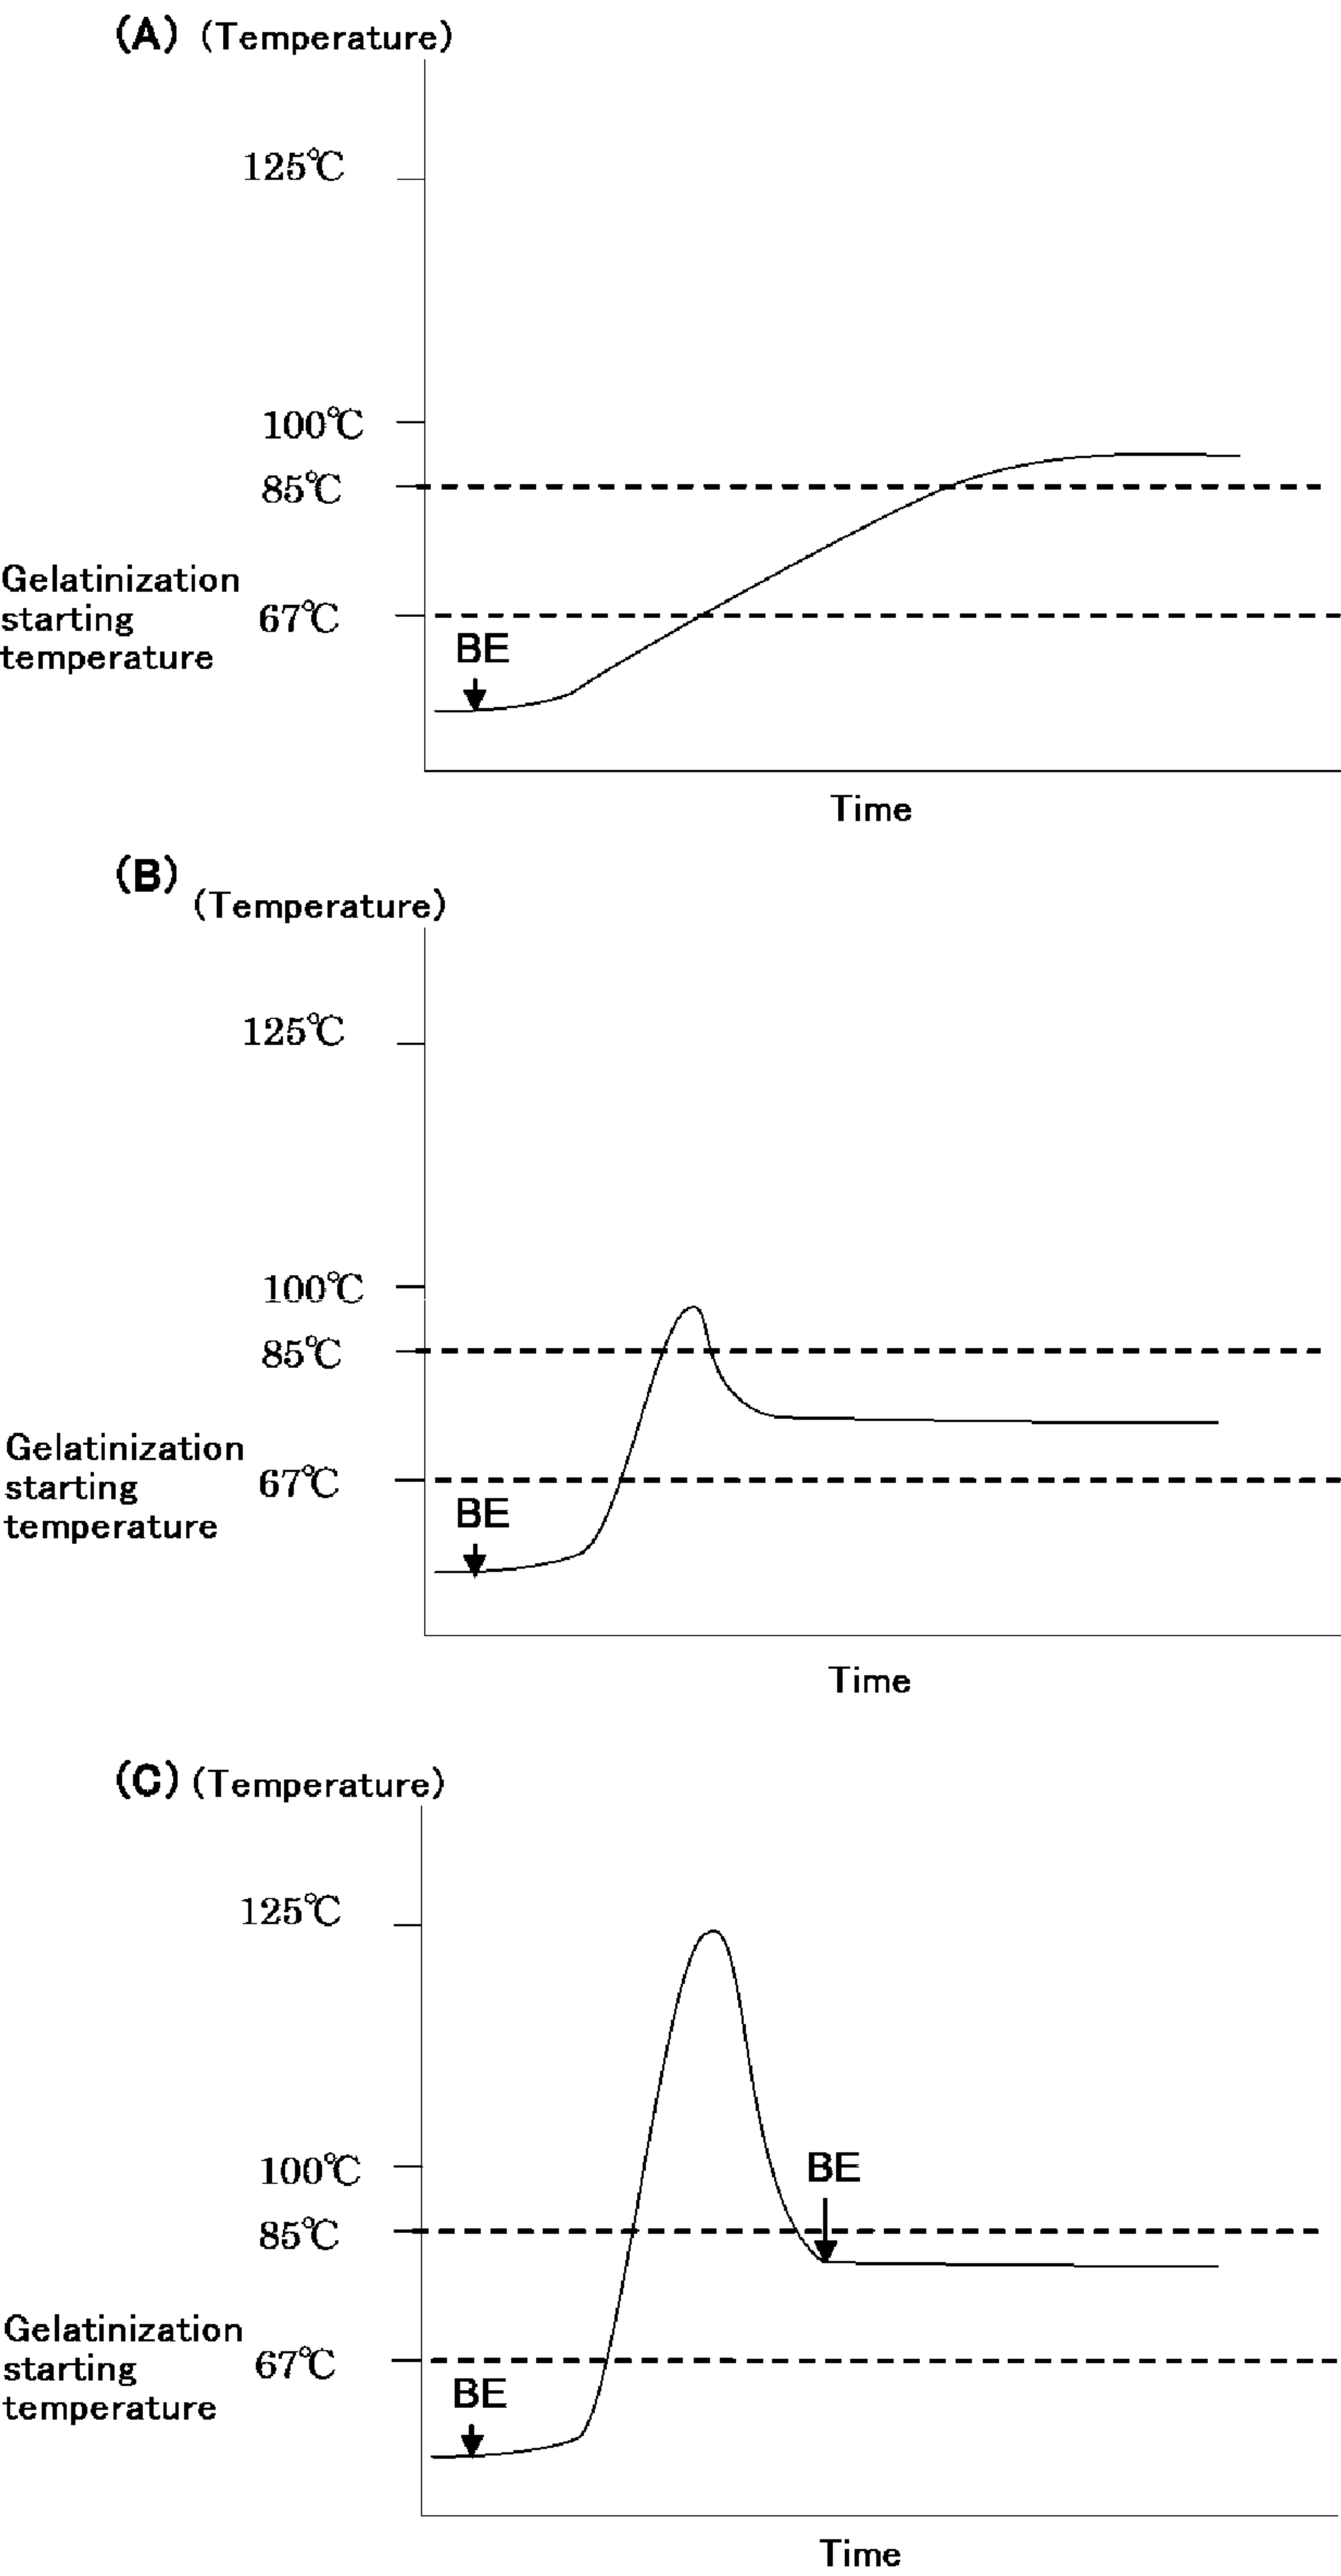 (A) (Temperature)
125℃
100℃
85℃
Gelatinization
starting
temperature
67℃
BE
Time
(B)
(Temperature)
125℃
100℃
85℃
Gelatinization
starting
temperature
67℃
BE
Time
(C) (Temperature)
125℃
100℃
BE
85℃
Gelatinization
starting
temperature
67℃
BE
Time